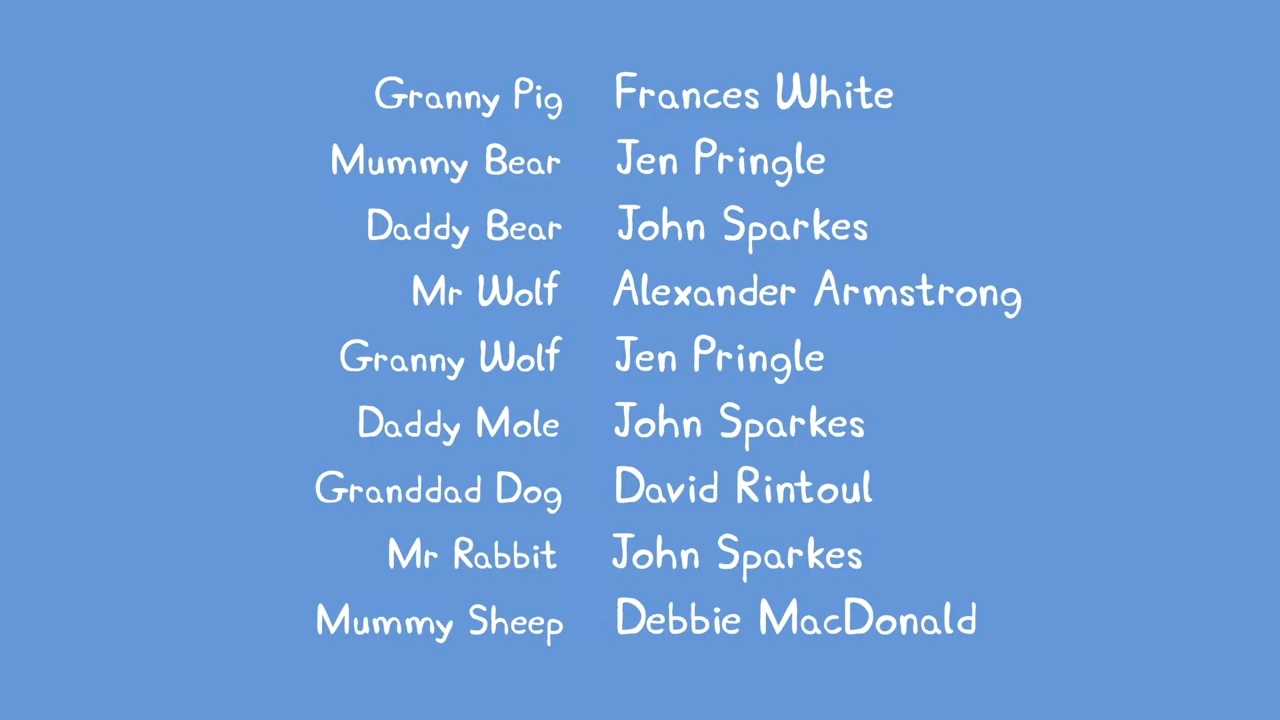 Granny Pig Frances White
Mummy Bear Jen Pringle
Daddy Bear John Sparkes
Mr Wolf Alexander Armstrong
Granny Wolf Jen Pringle
Daddy Mole John Sparkes
Granddad Dog David Rintoul
Mr Rabbit John Sparkes
Mummy Sheep Debbie MacDonald